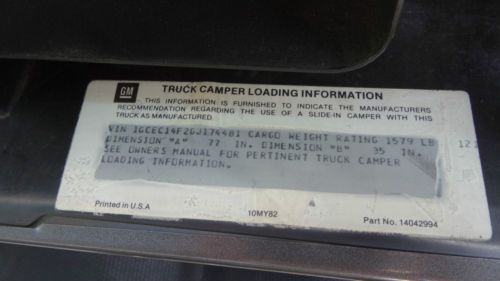 GM
TRUCK CAMPER LOADING INFORMATION
THIS INFORMATION IS FURNISHED TO INDICATE THE MANUFACTURERS
RECOMMENDATION REGARDING THE USE OF A SLIDE-IN CAMPER WITH THIS
TRUCK AS MANUFACTURED.
VIN 1GCEC14F2GJ174481 CARGO WEIGHT RATING 1579 LB
DIMENSION "A" 77 IN. DIMENSION "B" 35 IN.
SEE OWNERS MANUAL FOR PERTINENT TRUCK CAMPER
LOADING INFORMATION.
Printed in U.S.A
10MY82
Part No. 14042994